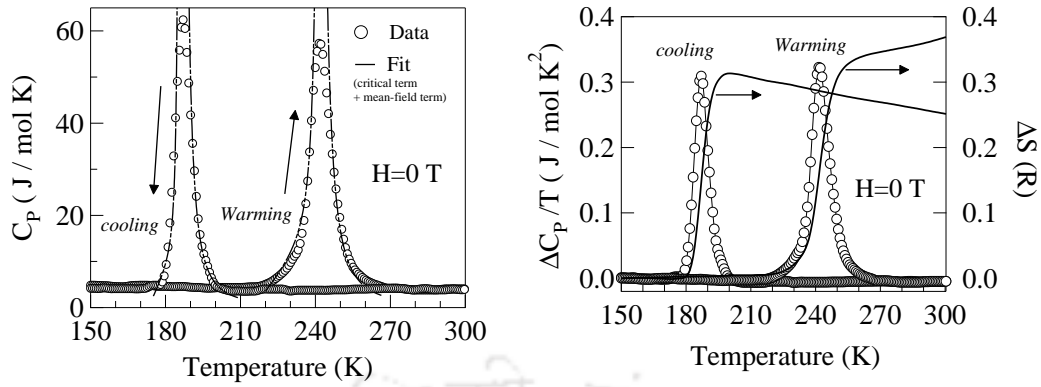 60
40
20
0
C_P ( J / mol K)
Data
Fit
(critical term
+ mean-field term)
cooling
Warming
H=0 T
150 180 210 240 270 300
Temperature (K)
0.4
0.3
0.2
0.1
0.0
ΔC_P /T ( J / mol K²)
cooling
Warming
H=0 T
0.4
0.3
0.2
0.1
0.0
ΔS (R)
150 180 210 240 270 300
Temperature (K)